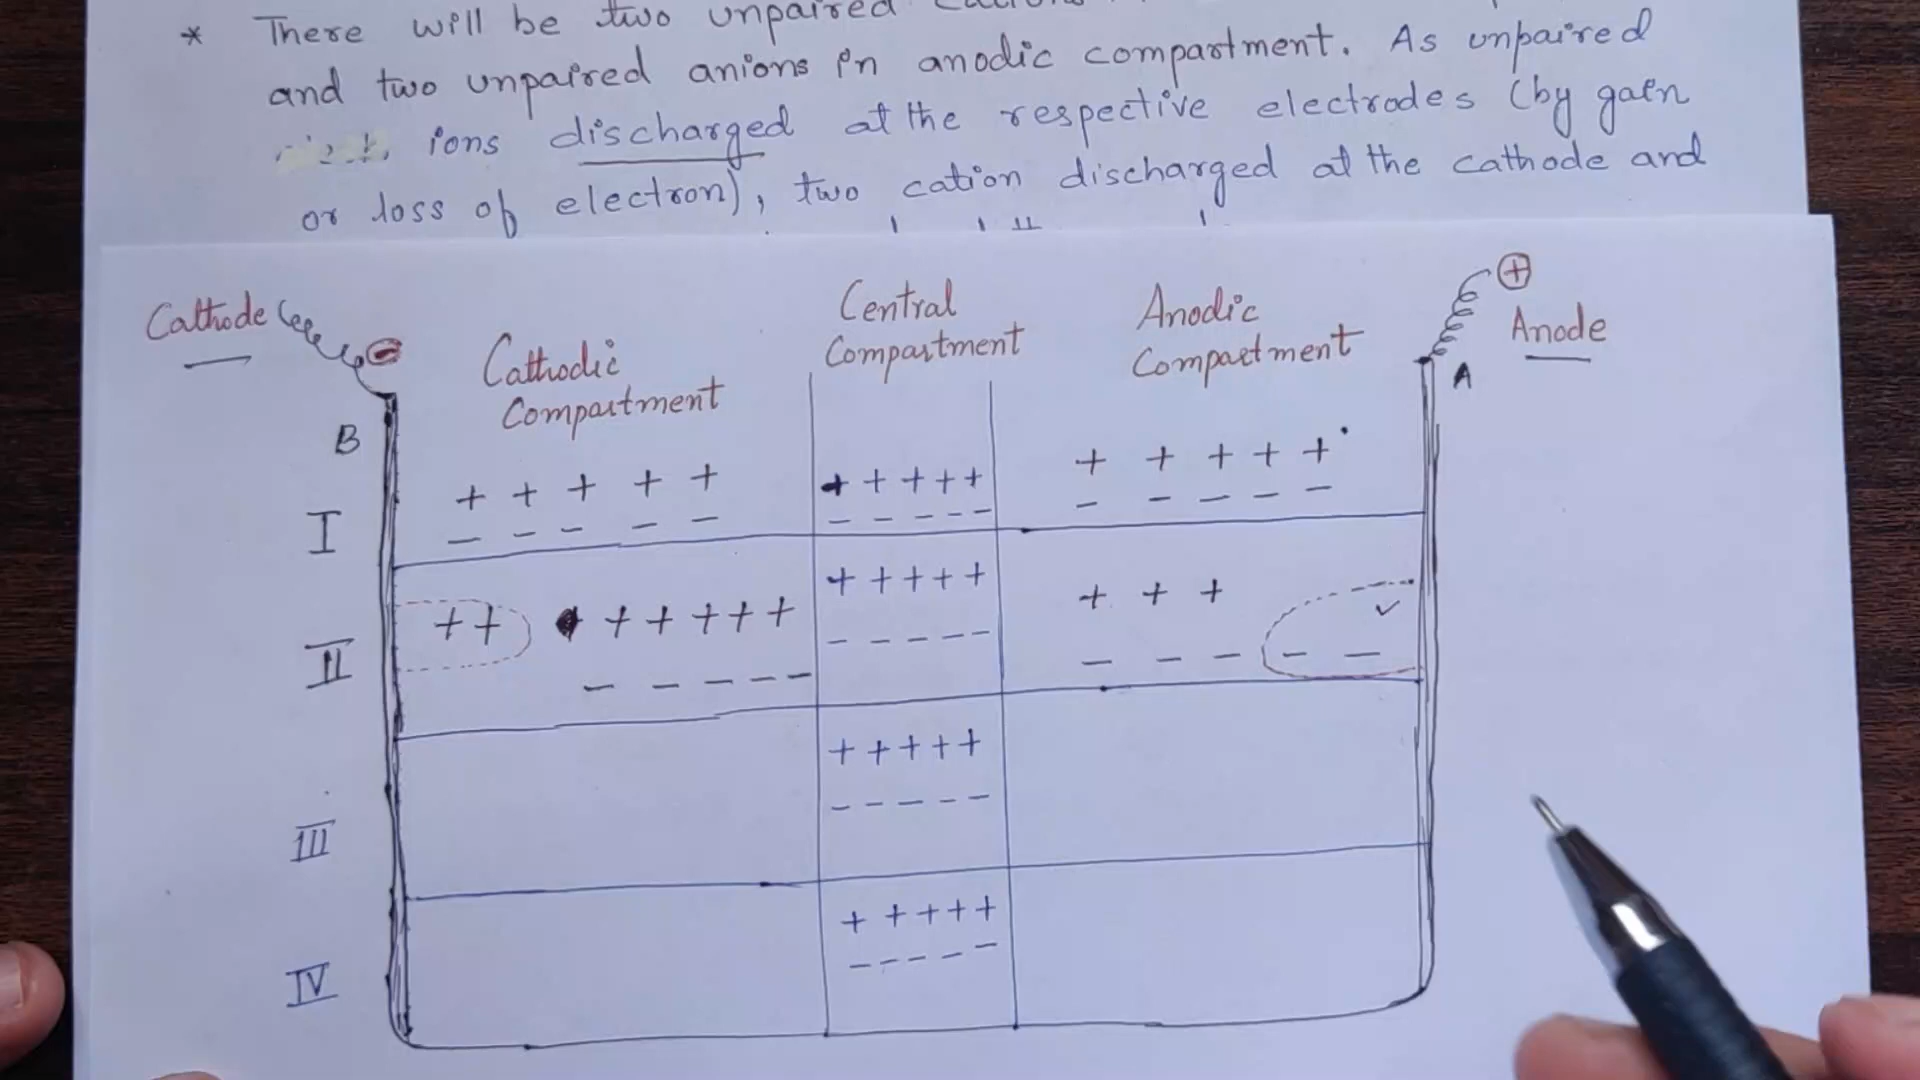 * There will be two unpaired cations
and two unpaired anions in anodic compartment. As unpaired
ions discharged at the respective electrodes (by gain
or loss of electron), two cation discharged at the cathode and
Cathode
-
Cathodic
Compartment
Central
Compartment
Anodic
Compartment
+
Anode
A
B
I
+ + + + +
- - - - -
+ + + + +
- - - - -
+ + + + +
- - - - -
II
+ + + + + + + +
- - - - -
+ + + + +
- - - - -
+ + +
- - - - -
✓
III
+ + + + +
- - - - -
IV
+ + + + +
- - - - -